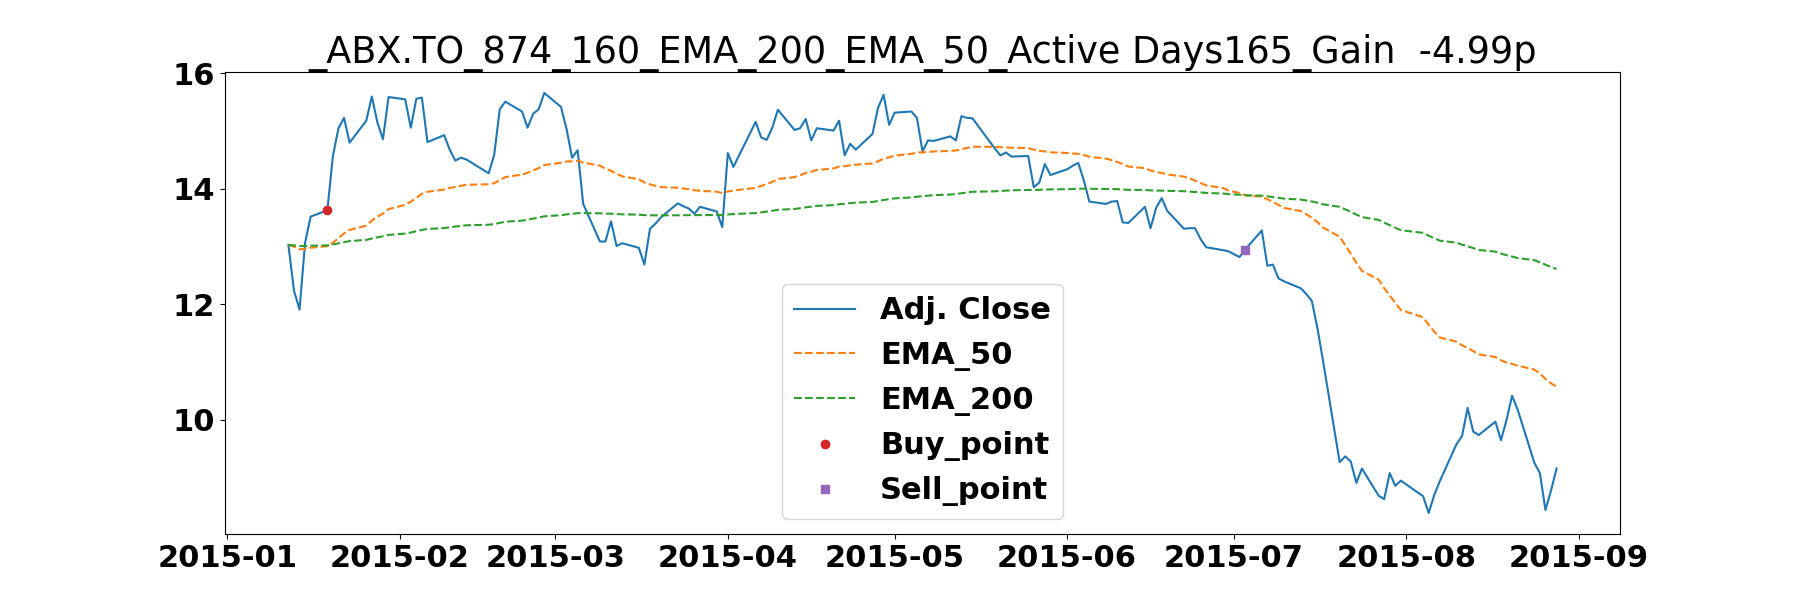 _ABX.TO_874_160_EMA_200_EMA_50_Active Days165_Gain  -4.99p
16
14
12
10
Adj. Close
EMA_50
EMA_200
Buy_point
Sell_point
2015-01 2015-02 2015-03 2015-04 2015-05 2015-06 2015-07 2015-08 2015-09